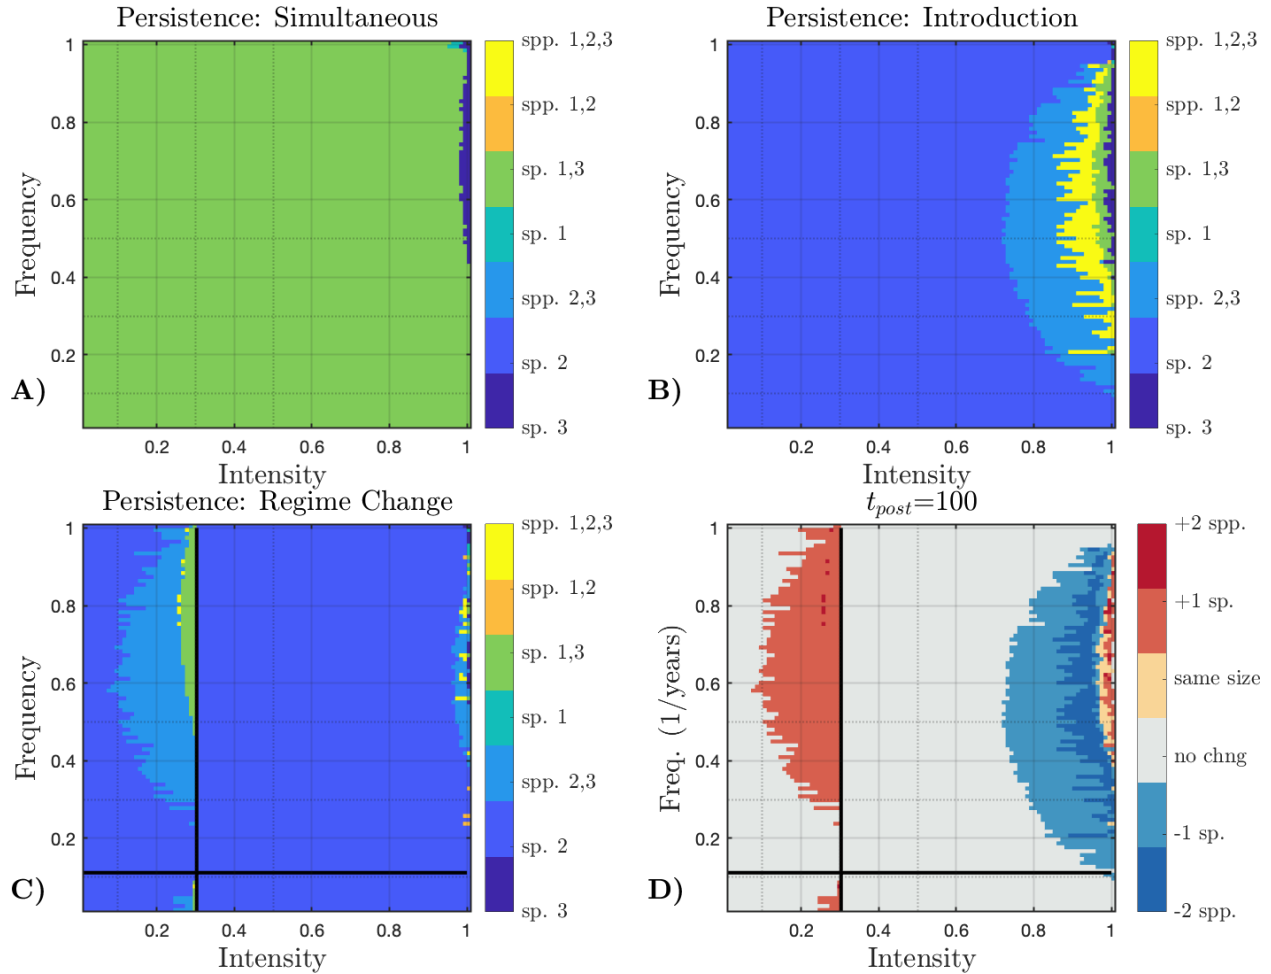 Persistence: Simultaneous
1
0.8
0.6
0.4
0.2
Frequency
0.2 0.4 0.6 0.8 1
Intensity
A)
spp. 1,2,3
spp. 1,2
sp. 1,3
sp. 1
spp. 2,3
sp. 2
sp. 3
Persistence: Introduction
1
0.8
0.6
0.4
0.2
Frequency
0.2 0.4 0.6 0.8 1
Intensity
B)
spp. 1,2,3
spp. 1,2
sp. 1,3
sp. 1
spp. 2,3
sp. 2
sp. 3
Persistence: Regime Change
1
0.8
0.6
0.4
0.2
Frequency
0.2 0.4 0.6 0.8 1
Intensity
C)
spp. 1,2,3
spp. 1,2
sp. 1,3
sp. 1
spp. 2,3
sp. 2
sp. 3
t_post=100
1
0.8
0.6
0.4
0.2
Freq. (1/years)
0.2 0.4 0.6 0.8 1
Intensity
D)
+2 spp.
+1 sp.
same size
no chng
-1 sp.
-2 spp.